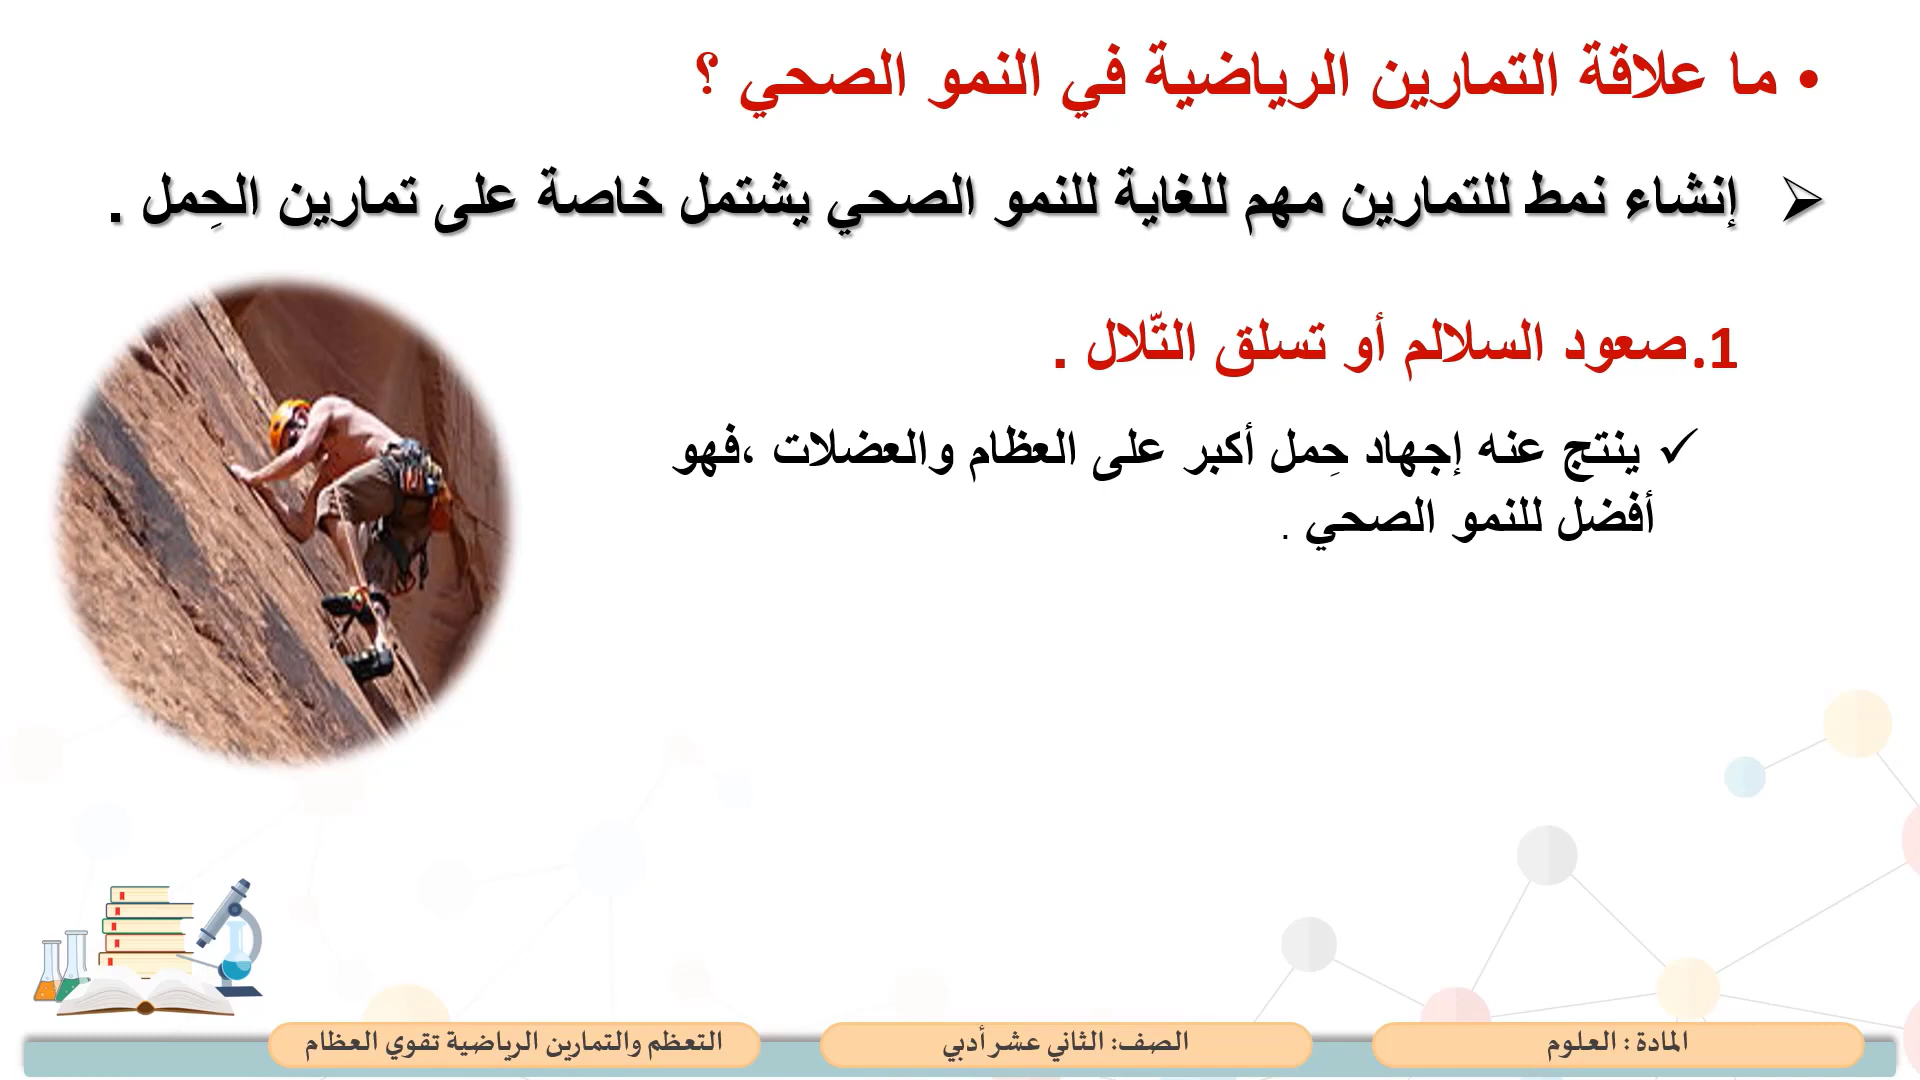 • ما علاقة التمارين الرياضية في النمو الصحي ؟
➢ إنشاء نمط للتمارين مهم للغاية للنمو الصحي يشتمل خاصة على تمارين الحِمل .
1.صعود السلالم أو تسلق التّلال .
✓ ينتج عنه إجهاد حِمل أكبر على العظام والعضلات ،فهو
أفضل للنمو الصحي .
المادة : العلوم
الصف: الثاني عشر أدبي
التعظم والتمارين الرياضية تقوي العظام